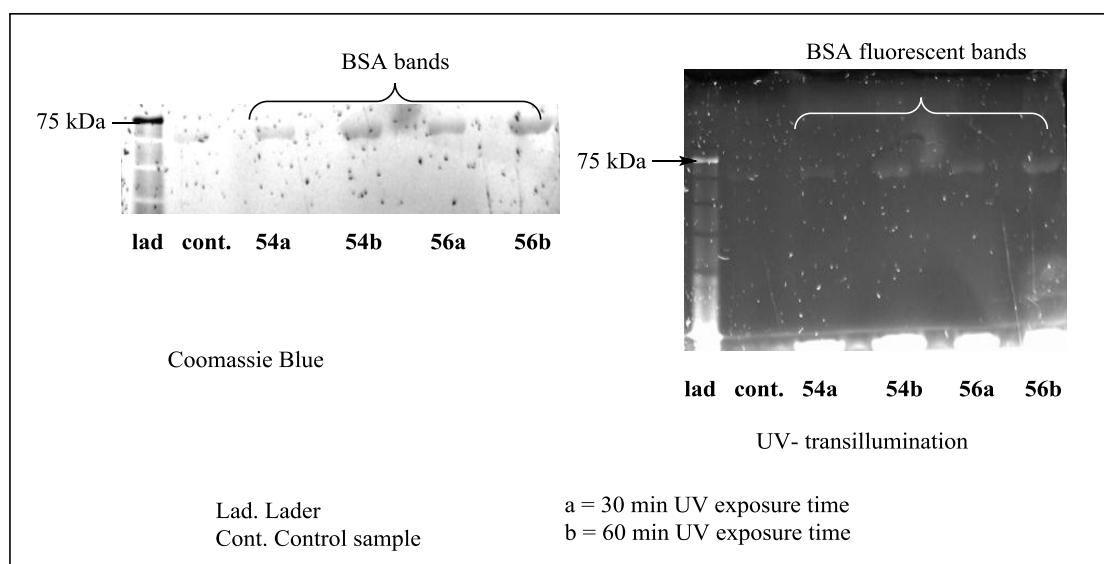 BSA bands
75 kDa
lad cont. 54a 54b 56a 56b
Coomassie Blue
BSA fluorescent bands
75 kDa
lad cont. 54a 54b 56a 56b
UV- transillumination
Lad. Lader
Cont. Control sample
a = 30 min UV exposure time
b = 60 min UV exposure time